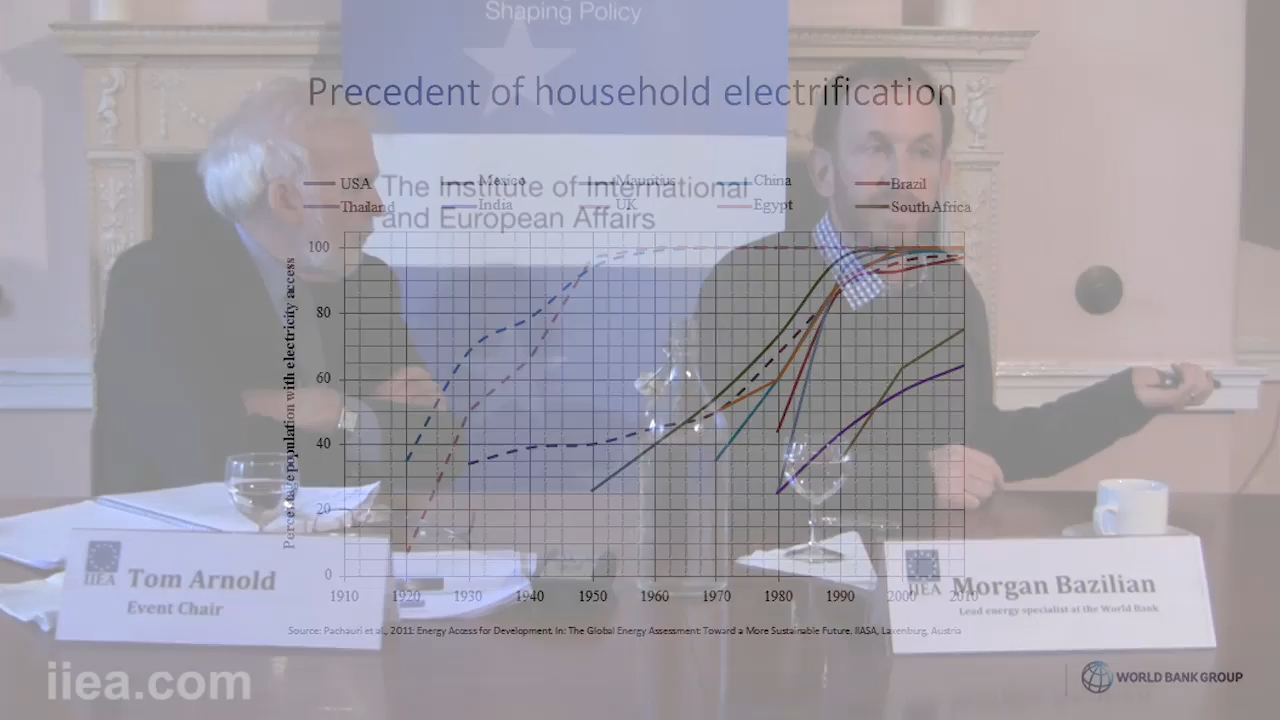 Shaping Policy
Precedent of household electrification
The Institute of International
and European Affairs
USA Mexico Mauritius China Brazil
Thailand India UK Egypt South Africa
Percentage population with electricity access
100
80
60
40
20
0
1910 1920 1930 1940 1950 1960 1970 1980 1990 2000 2010
Source: Pachauri et al., 2011: Energy Access for Development. In: The Global Energy Assessment: Toward a More Sustainable Future. IIASA, Laxenburg, Austria
IIEA
Tom Arnold
Event Chair
IIEA
Morgan Bazilian
Lead energy specialist at the World Bank
iiea.com
WORLD BANK GROUP